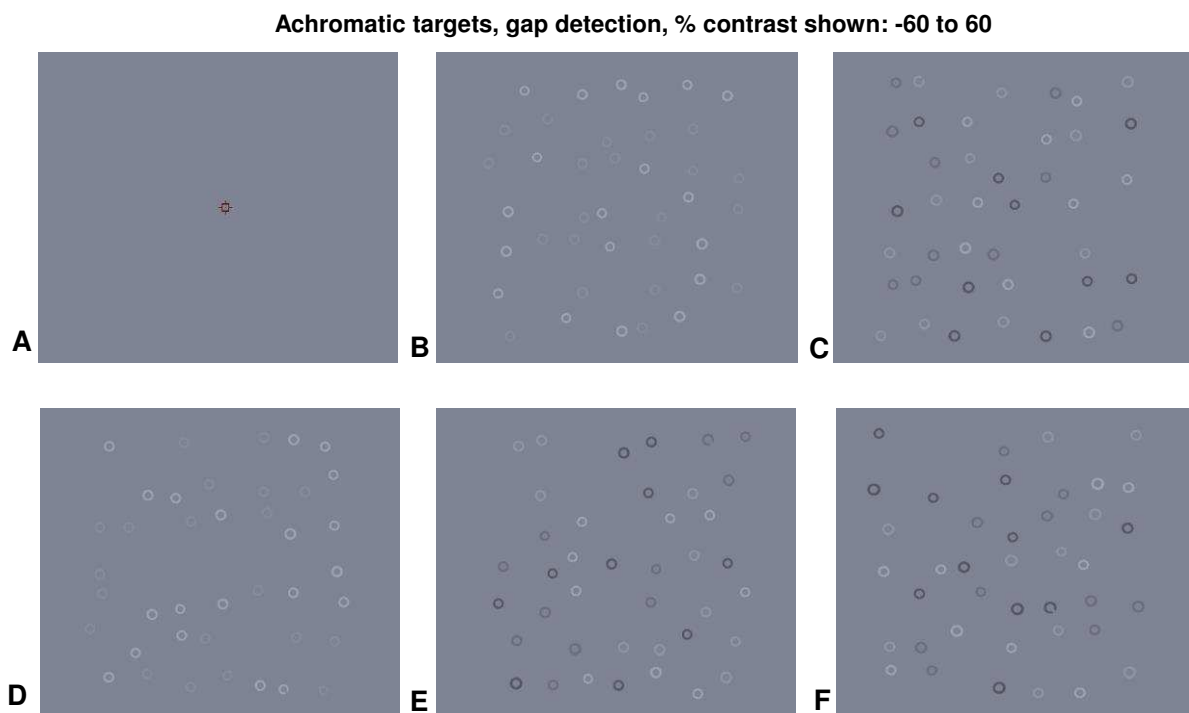 Achromatic targets, gap detection, % contrast shown: -60 to 60
A
B
C
D
E
F